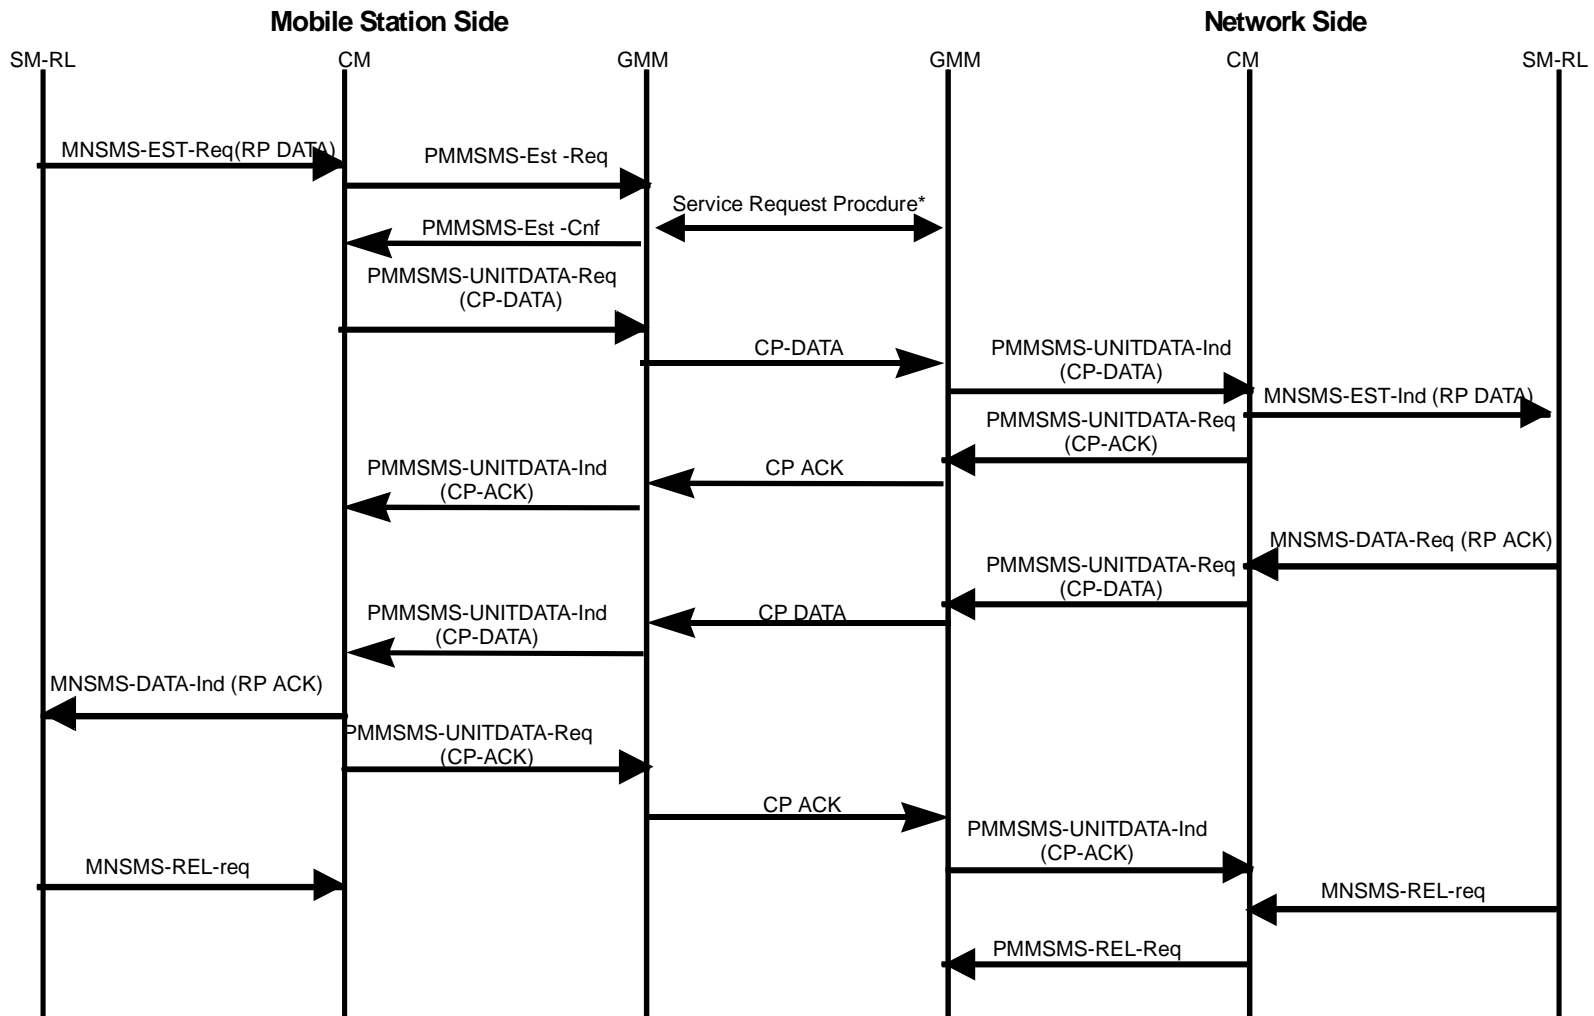 Mobile Station Side
Network Side
SM-RL
CM
GMM
GMM
CM
SM-RL
MNSMS-EST-Req(RP DATA)
PMMSMS-Est -Req
Service Request Procdure*
PMMSMS-Est -Cnf
PMMSMS-UNITDATA-Req
(CP-DATA)
CP-DATA
PMMSMS-UNITDATA-Ind
(CP-DATA)
MNSMS-EST-Ind (RP DATA)
PMMSMS-UNITDATA-Req
(CP-ACK)
CP ACK
PMMSMS-UNITDATA-Ind
(CP-ACK)
MNSMS-DATA-Req (RP ACK)
PMMSMS-UNITDATA-Req
(CP-DATA)
CP DATA
PMMSMS-UNITDATA-Ind
(CP-DATA)
MNSMS-DATA-Ind (RP ACK)
PMMSMS-UNITDATA-Req
(CP-ACK)
CP ACK
PMMSMS-UNITDATA-Ind
(CP-ACK)
MNSMS-REL-req
MNSMS-REL-req
PMMSMS-REL-Req